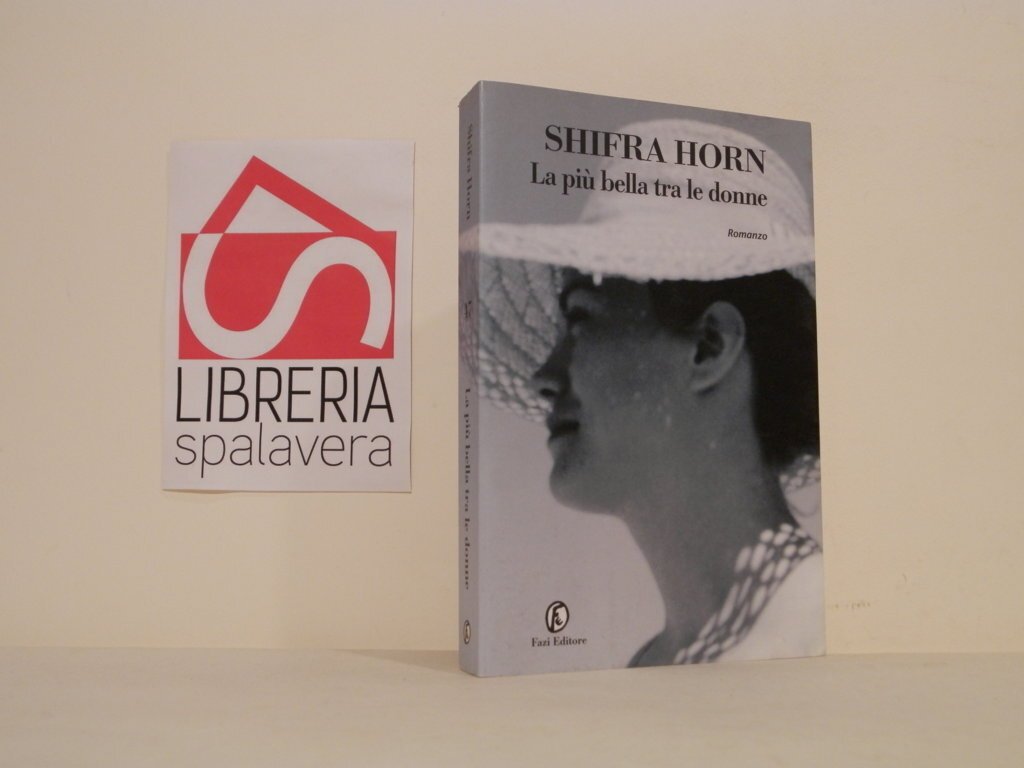 LIBRERIA
spalavera
Shifra Horn
La più bella tra le donne
SHIFRA HORN
La più bella tra le donne
Romanzo
Fazi Editore